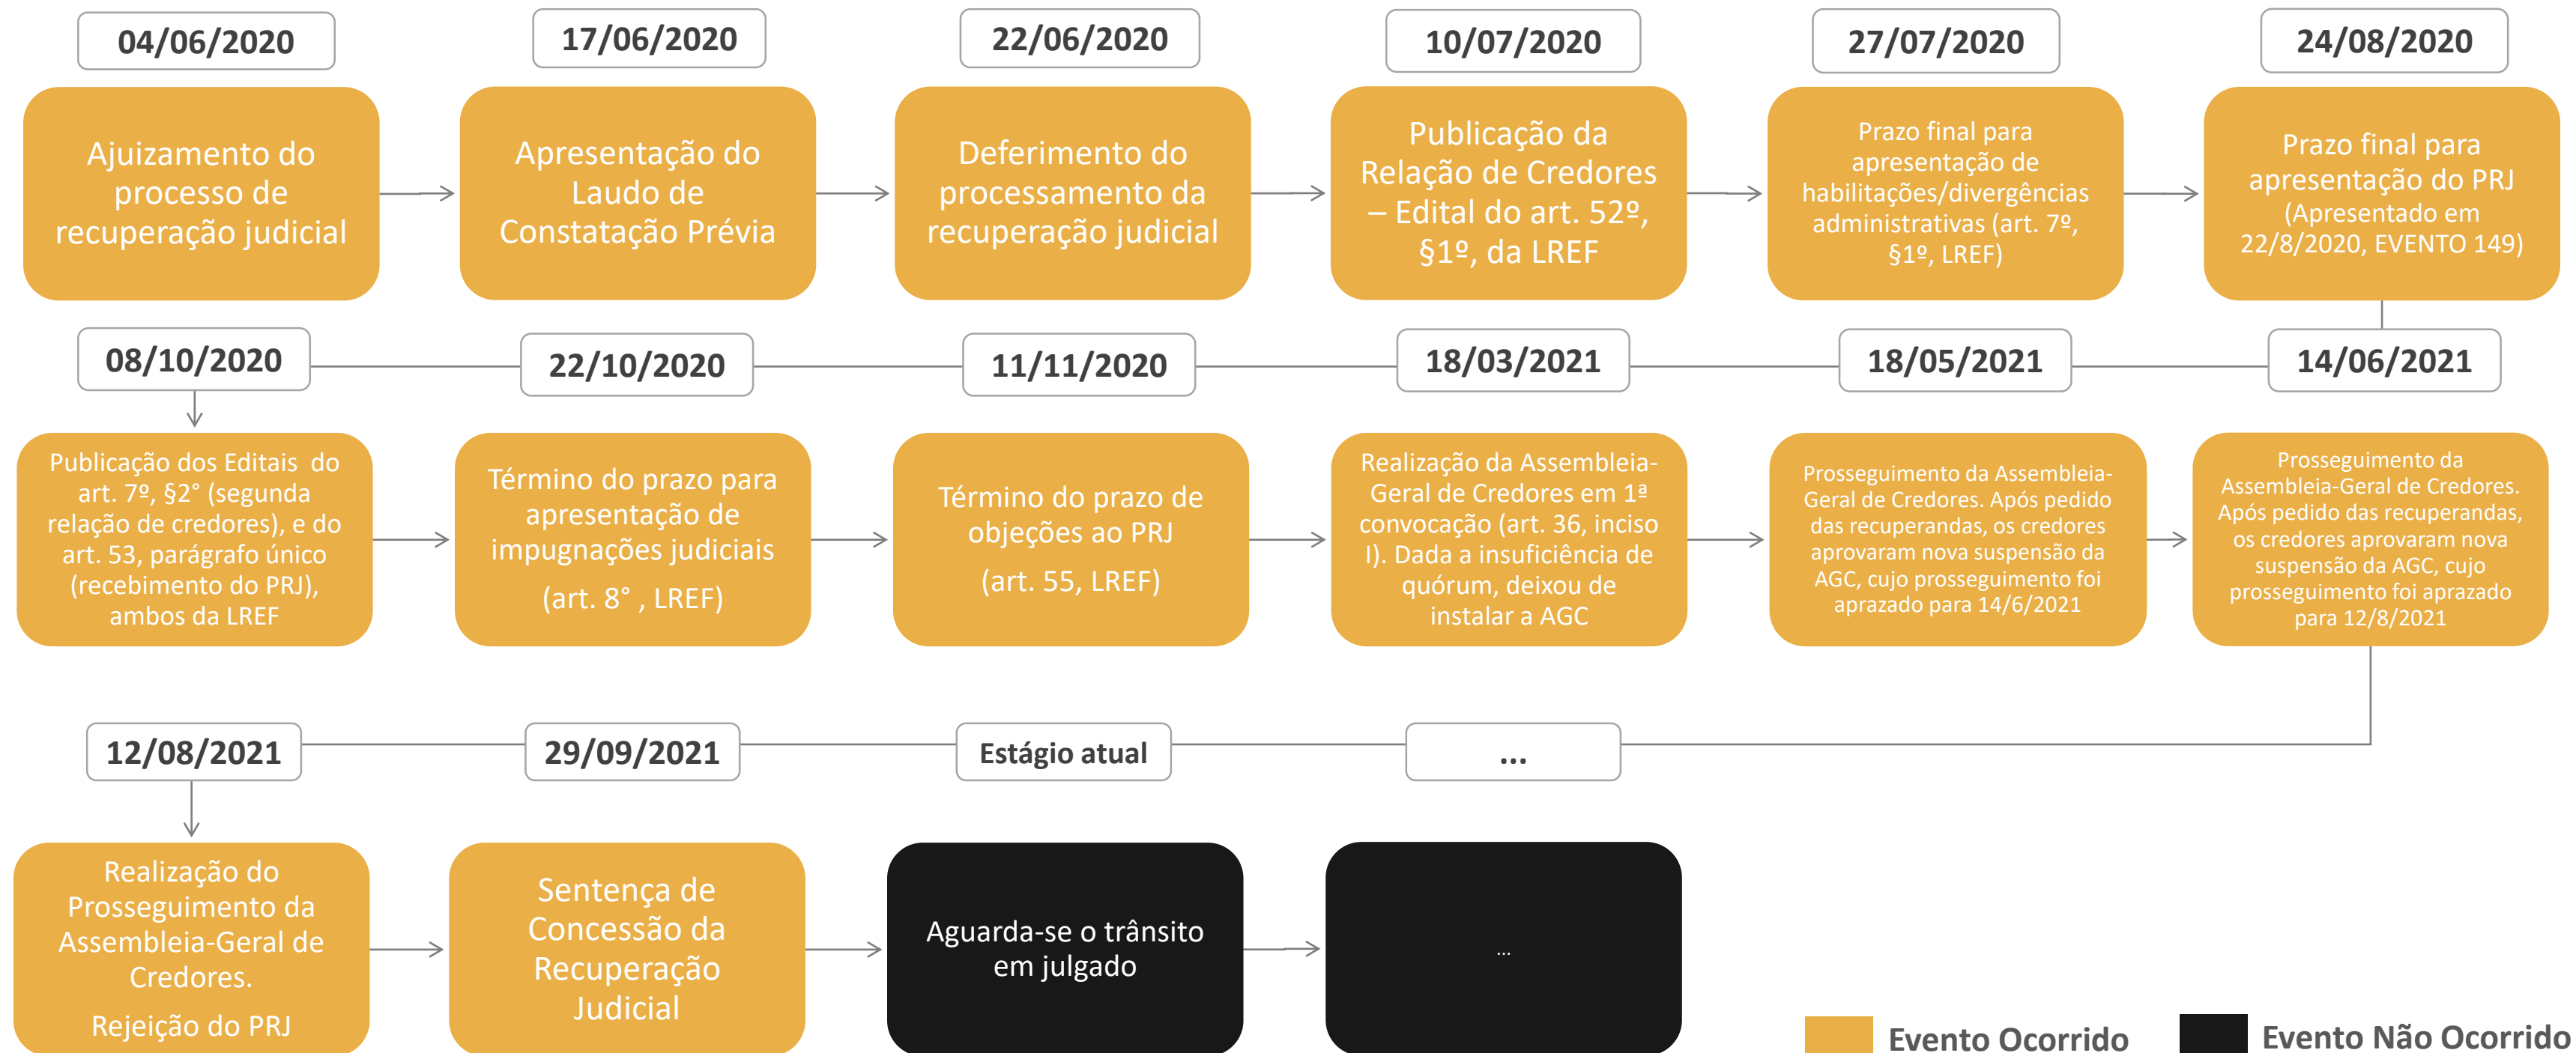 04/06/2020
Ajuizamento do
processo de
recuperação judicial
17/06/2020
Apresentação do
Laudo de
Constatação Prévia
22/06/2020
Deferimento do
processamento da
recuperação judicial
10/07/2020
Publicação da
Relação de Credores
– Edital do art. 52º,
§1º, da LREF
27/07/2020
Prazo final para
apresentação de
habilitações/divergências
administrativas (art. 7º,
§1º, LREF)
24/08/2020
Prazo final para
apresentação do PRJ
(Apresentado em
22/8/2020, EVENTO 149)
08/10/2020
Publicação dos Editais do
art. 7º, §2° (segunda
relação de credores), e do
art. 53, parágrafo único
(recebimento do PRJ),
ambos da LREF
22/10/2020
Término do prazo para
apresentação de
impugnações judiciais
(art. 8° , LREF)
11/11/2020
Término do prazo de
objeções ao PRJ
(art. 55, LREF)
18/03/2021
Realização da Assembleia-
Geral de Credores em 1ª
convocação (art. 36, inciso
I). Dada a insuficiência de
quórum, deixou de
instalar a AGC
18/05/2021
Prosseguimento da Assembleia-
Geral de Credores. Após pedido
das recuperandas, os credores
aprovaram nova suspensão da
AGC, cujo prosseguimento foi
aprazado para 14/6/2021
14/06/2021
Prosseguimento da
Assembleia-Geral de Credores.
Após pedido das recuperandas,
os credores aprovaram nova
suspensão da AGC, cujo
prosseguimento foi aprazado
para 12/8/2021
12/08/2021
Realização do
Prosseguimento da
Assembleia-Geral de
Credores.
Rejeição do PRJ
29/09/2021
Sentença de
Concessão da
Recuperação
Judicial
Estágio atual
Aguarda-se o trânsito
em julgado
...
...
Evento Ocorrido
Evento Não Ocorrido